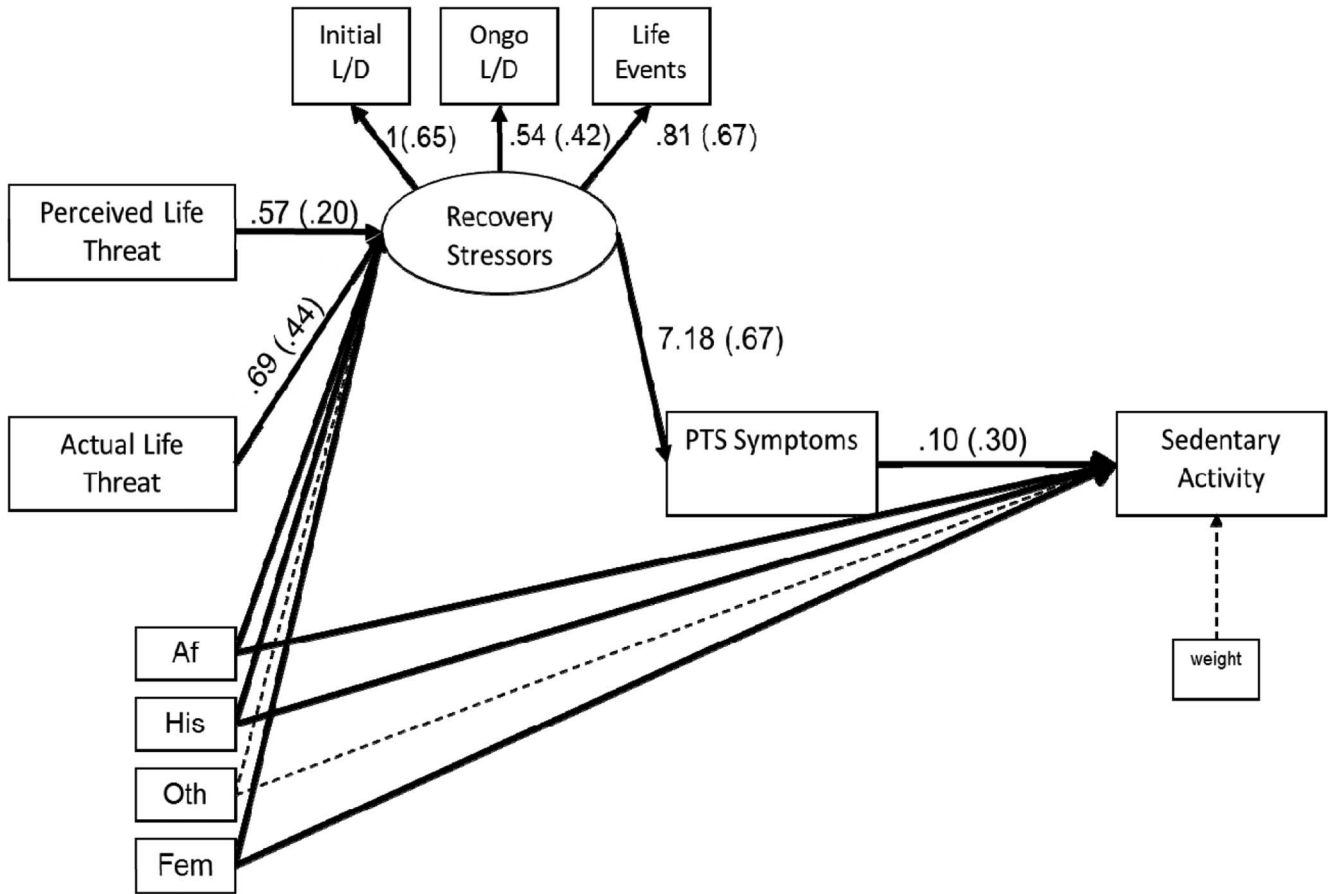 Initial
L/D
Ongo
L/D
Life
Events
1(.65)
.54 (.42)
.81 (.67)
Perceived Life
Threat
.57 (.20)
Recovery
Stressors
.69 (.44)
7.18 (.67)
Actual Life
Threat
PTS Symptoms
.10 (.30)
Sedentary
Activity
Af
weight
His
Oth
Fem